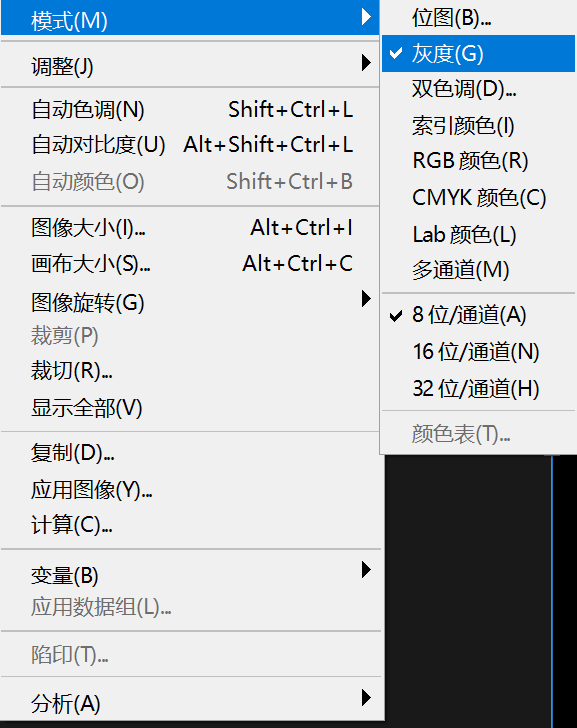 模式(M)
调整(J)
自动色调(N) Shift+Ctrl+L
自动对比度(U) Alt+Shift+Ctrl+L
自动颜色(O) Shift+Ctrl+B
图像大小(I)... Alt+Ctrl+I
画布大小(S)... Alt+Ctrl+C
图像旋转(G)
裁剪(P)
裁切(R)...
显示全部(V)
复制(D)...
应用图像(Y)...
计算(C)...
变量(B)
应用数据组(L)...
陷印(T)...
分析(A)
位图(B)...
灰度(G)
双色调(D)...
索引颜色(I)
RGB 颜色(R)
CMYK 颜色(C)
Lab 颜色(L)
多通道(M)
8 位/通道(A)
16 位/通道(N)
32 位/通道(H)
颜色表(T)...